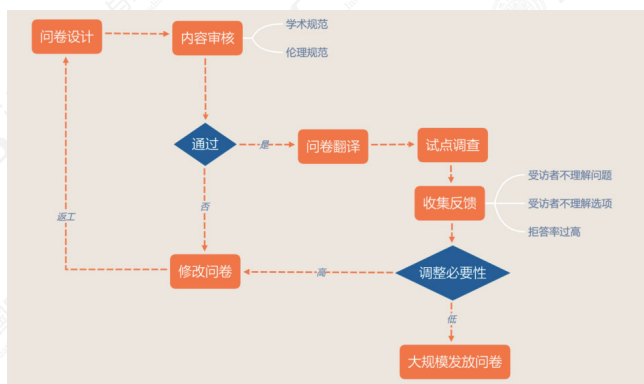 问卷设计
内容审核
学术规范
伦理规范
通过
是
问卷翻译
试点调查
收集反馈
受访者不理解问题
受访者不理解选项
拒答率过高
否
返工
修改问卷
高
调整必要性
低
大规模发放问卷